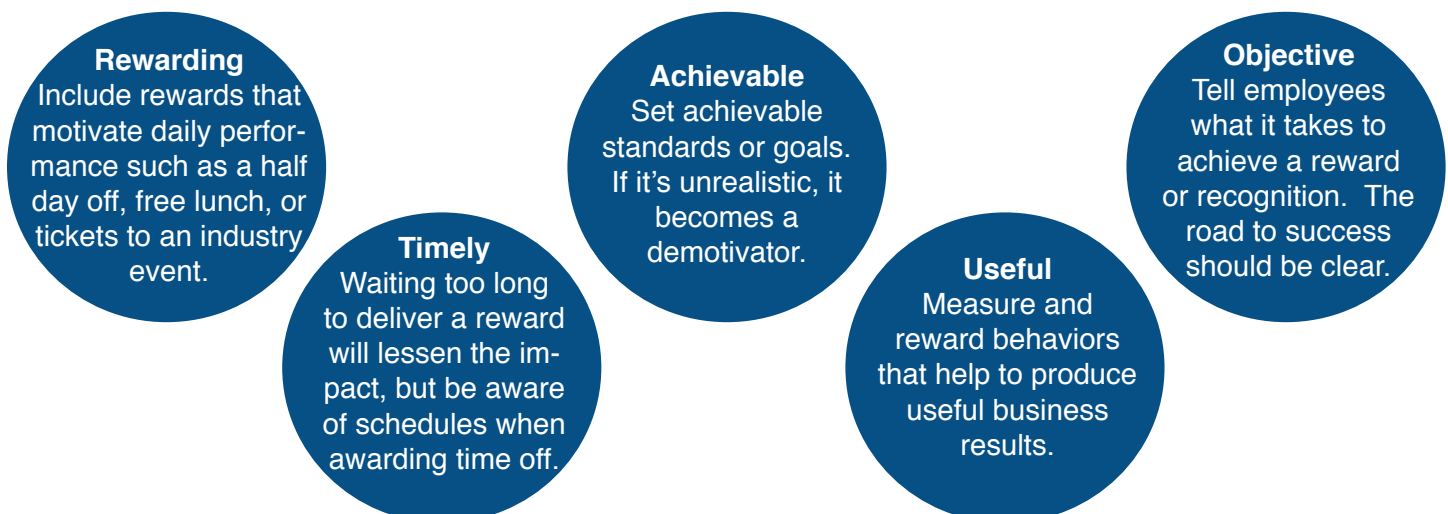 Rewarding
Include rewards that
motivate daily perfor-
mance such as a half
day off, free lunch, or
tickets to an industry
event.
Timely
Waiting too long
to deliver a reward
will lessen the im-
pact, but be aware
of schedules when
awarding time off.
Achievable
Set achievable
standards or goals.
If it's unrealistic, it
becomes a
demotivator.
Useful
Measure and
reward behaviors
that help to produce
useful business
results.
Objective
Tell employees
what it takes to
achieve a reward
or recognition.  The
road to success
should be clear.